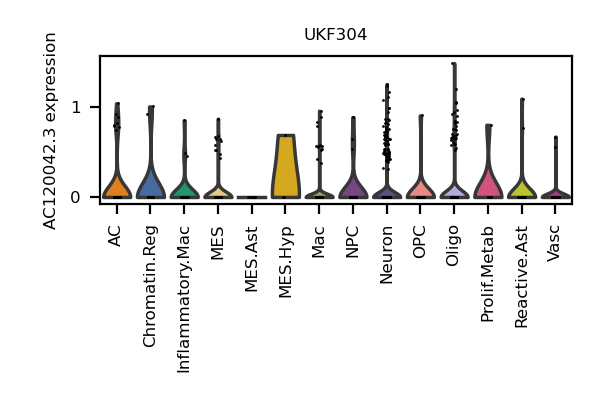 UKF304
AC120042.3 expression
1
0
AC
Chromatin.Reg
Inflammatory.Mac
MES
MES.Ast
MES.Hyp
Mac
NPC
Neuron
OPC
Oligo
Prolif.Metab
Reactive.Ast
Vasc